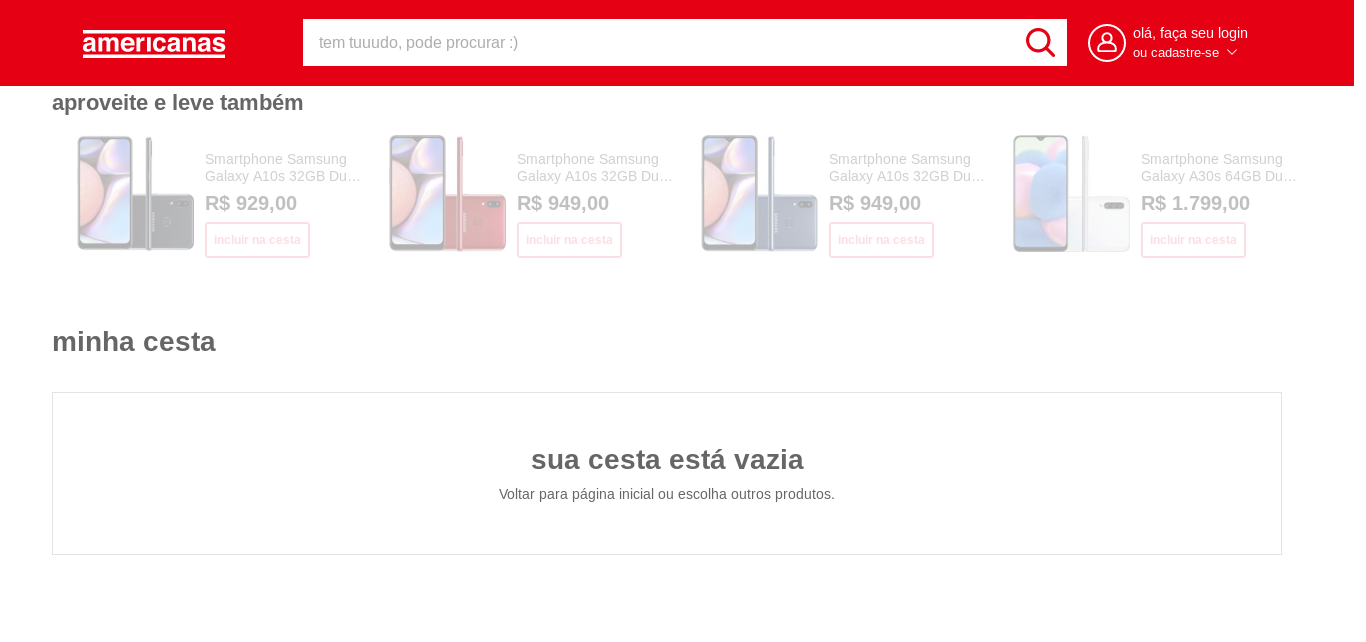 americanas
tem tuuudo, pode procurar :)
olá, faça seu login
ou cadastre-se
aproveite e leve também
Smartphone Samsung
Galaxy A10s 32GB Du…
R$ 929,00
incluir na cesta
Smartphone Samsung
Galaxy A10s 32GB Du…
R$ 949,00
incluir na cesta
Smartphone Samsung
Galaxy A10s 32GB Du…
R$ 949,00
incluir na cesta
Smartphone Samsung
Galaxy A30s 64GB Du…
R$ 1.799,00
incluir na cesta
minha cesta
sua cesta está vazia
Voltar para página inicial ou escolha outros produtos.